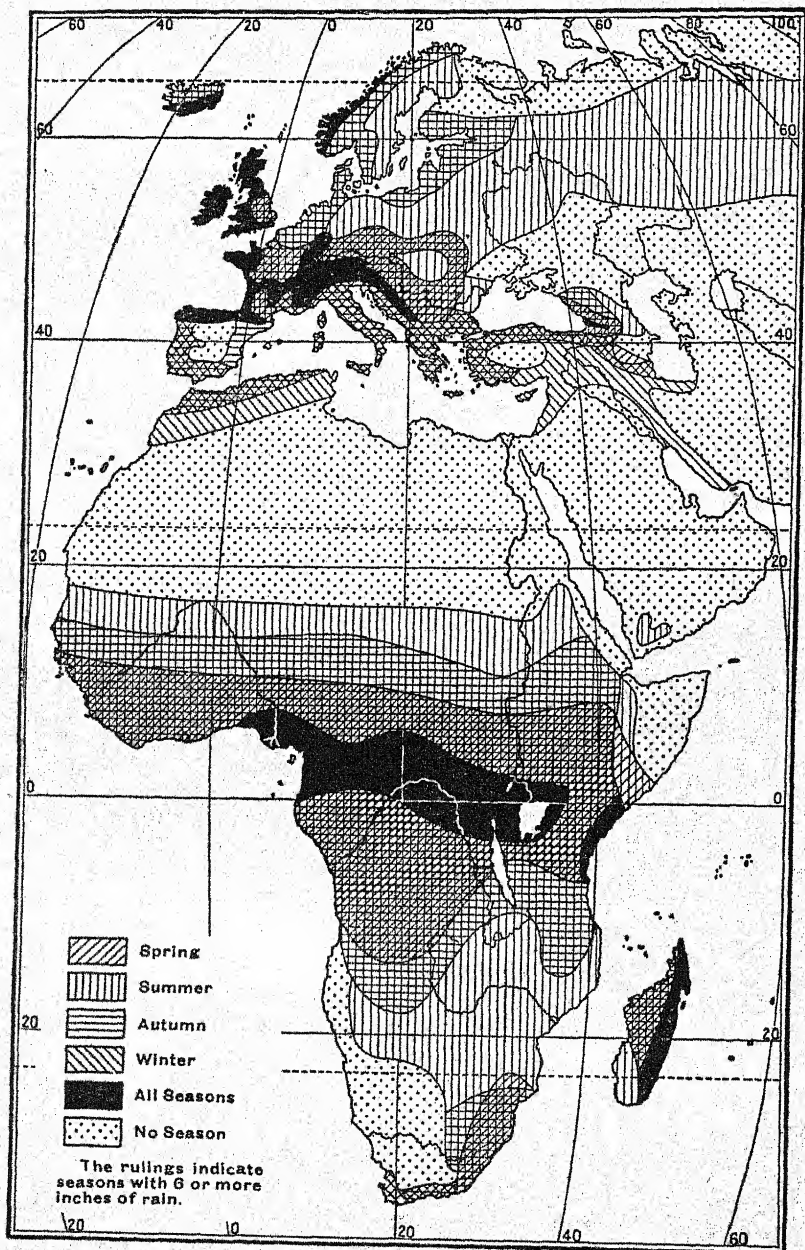 60 40 20 0 20 40 60 80 100
60 60
40 40
20 20
0 0
Spring
Summer
Autumn
Winter
All Seasons
No Season
20 20
The rulings indicate
seasons with 6 or more
inches of rain.
20 0 20 40 60